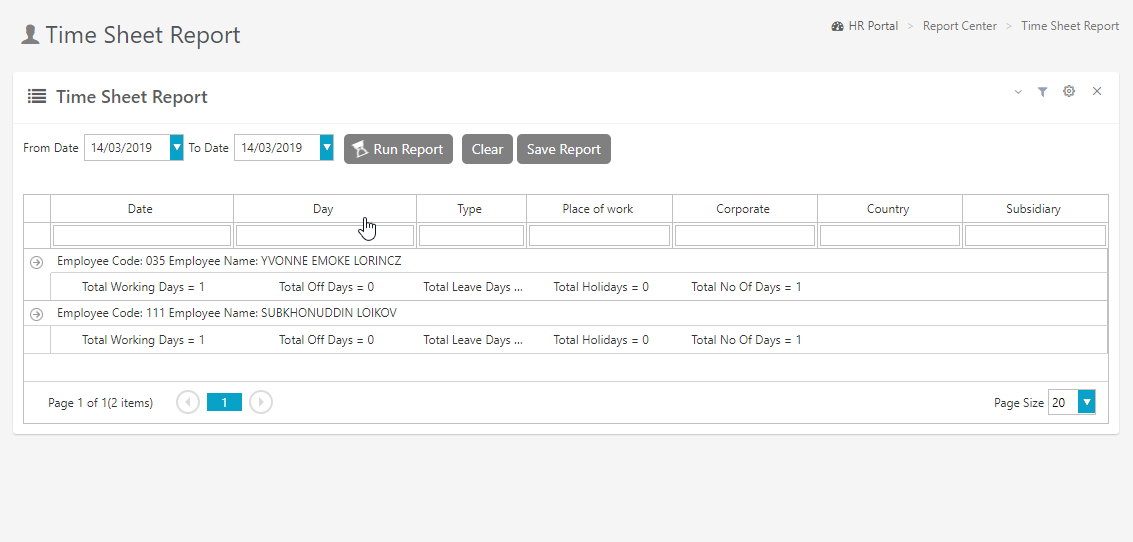 Time Sheet Report
HR Portal > Report Center > Time Sheet Report
Time Sheet Report
From Date 14/03/2019 To Date 14/03/2019 Run Report Clear Save Report
Date Day Type Place of work Corporate Country Subsidiary
Employee Code: 035 Employee Name: YVONNE EMOKE LORINCZ
Total Working Days = 1 Total Off Days = 0 Total Leave Days ... Total Holidays = 0 Total No Of Days = 1
Employee Code: 111 Employee Name: SUBKHONUDDIN LOIKOV
Total Working Days = 1 Total Off Days = 0 Total Leave Days ... Total Holidays = 0 Total No Of Days = 1
Page 1 of 1(2 items) 1 Page Size 20